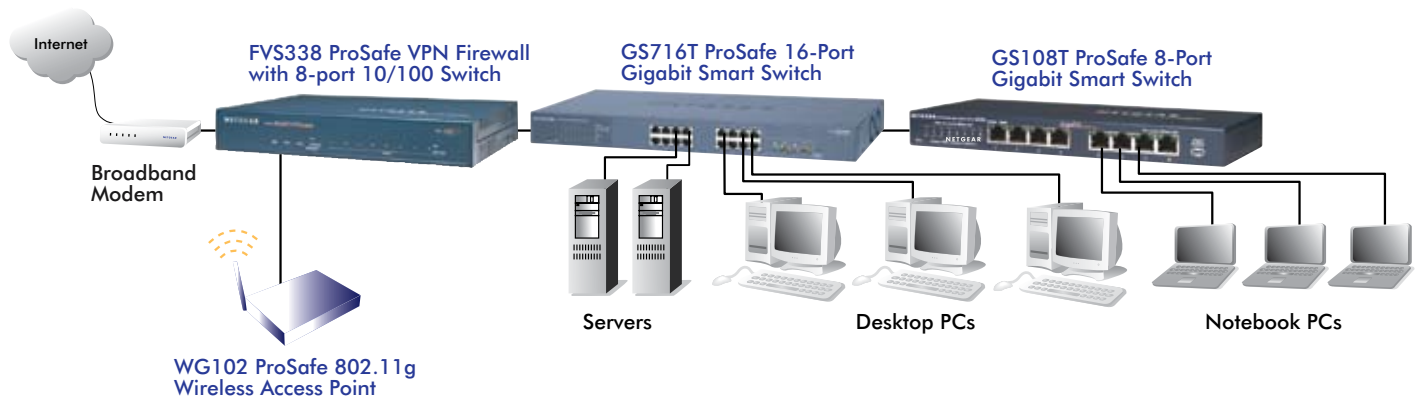 Internet
FVS338 ProSafe VPN Firewall
with 8-port 10/100 Switch
GS716T ProSafe 16-Port
Gigabit Smart Switch
GS108T ProSafe 8-Port
Gigabit Smart Switch
NETGEAR
NETGEAR
Broadband
Modem
Servers
Desktop PCs
Notebook PCs
WG102 ProSafe 802.11g
Wireless Access Point